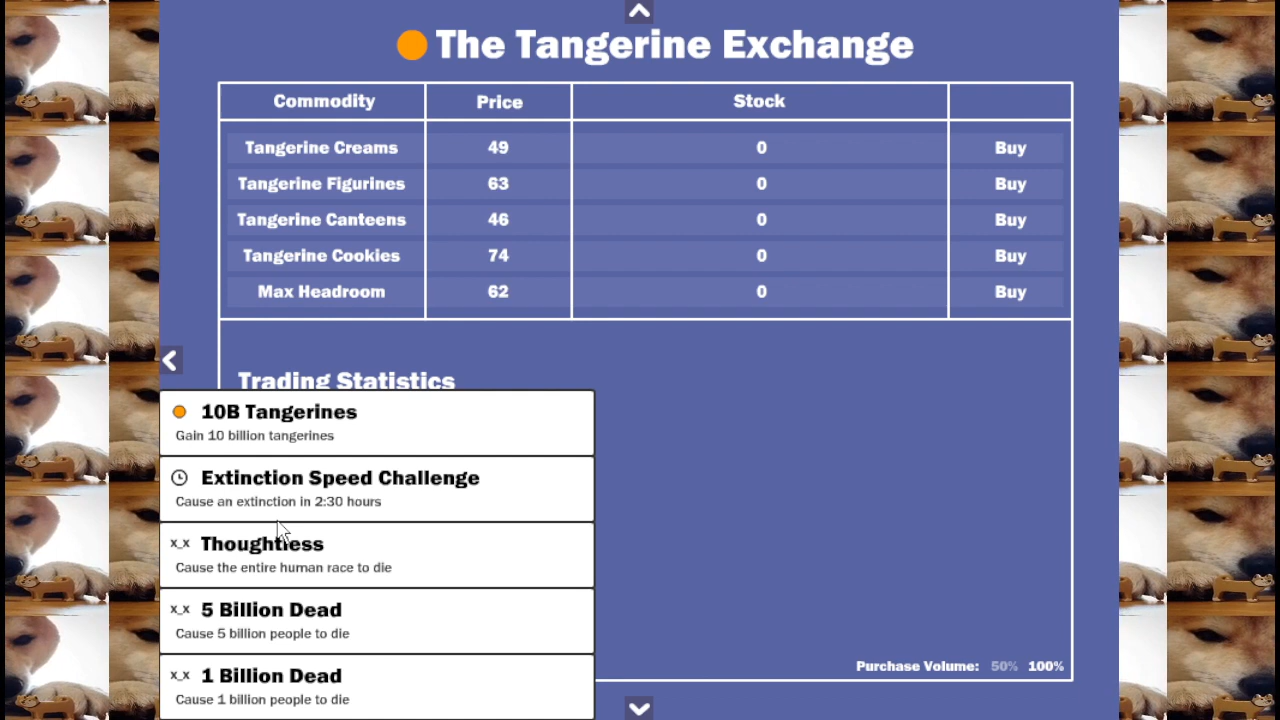 The Tangerine Exchange
Commodity Price Stock
Tangerine Creams 49 0 Buy
Tangerine Figurines 63 0 Buy
Tangerine Canteens 46 0 Buy
Tangerine Cookies 74 0 Buy
Max Headroom 62 0 Buy
Trading Statistics
10B Tangerines
Gain 10 billion tangerines
Extinction Speed Challenge
Cause an extinction in 2:30 hours
x_x Thoughtless
Cause the entire human race to die
x_x 5 Billion Dead
Cause 5 billion people to die
x_x 1 Billion Dead
Cause 1 billion people to die
Purchase Volume: 50% 100%